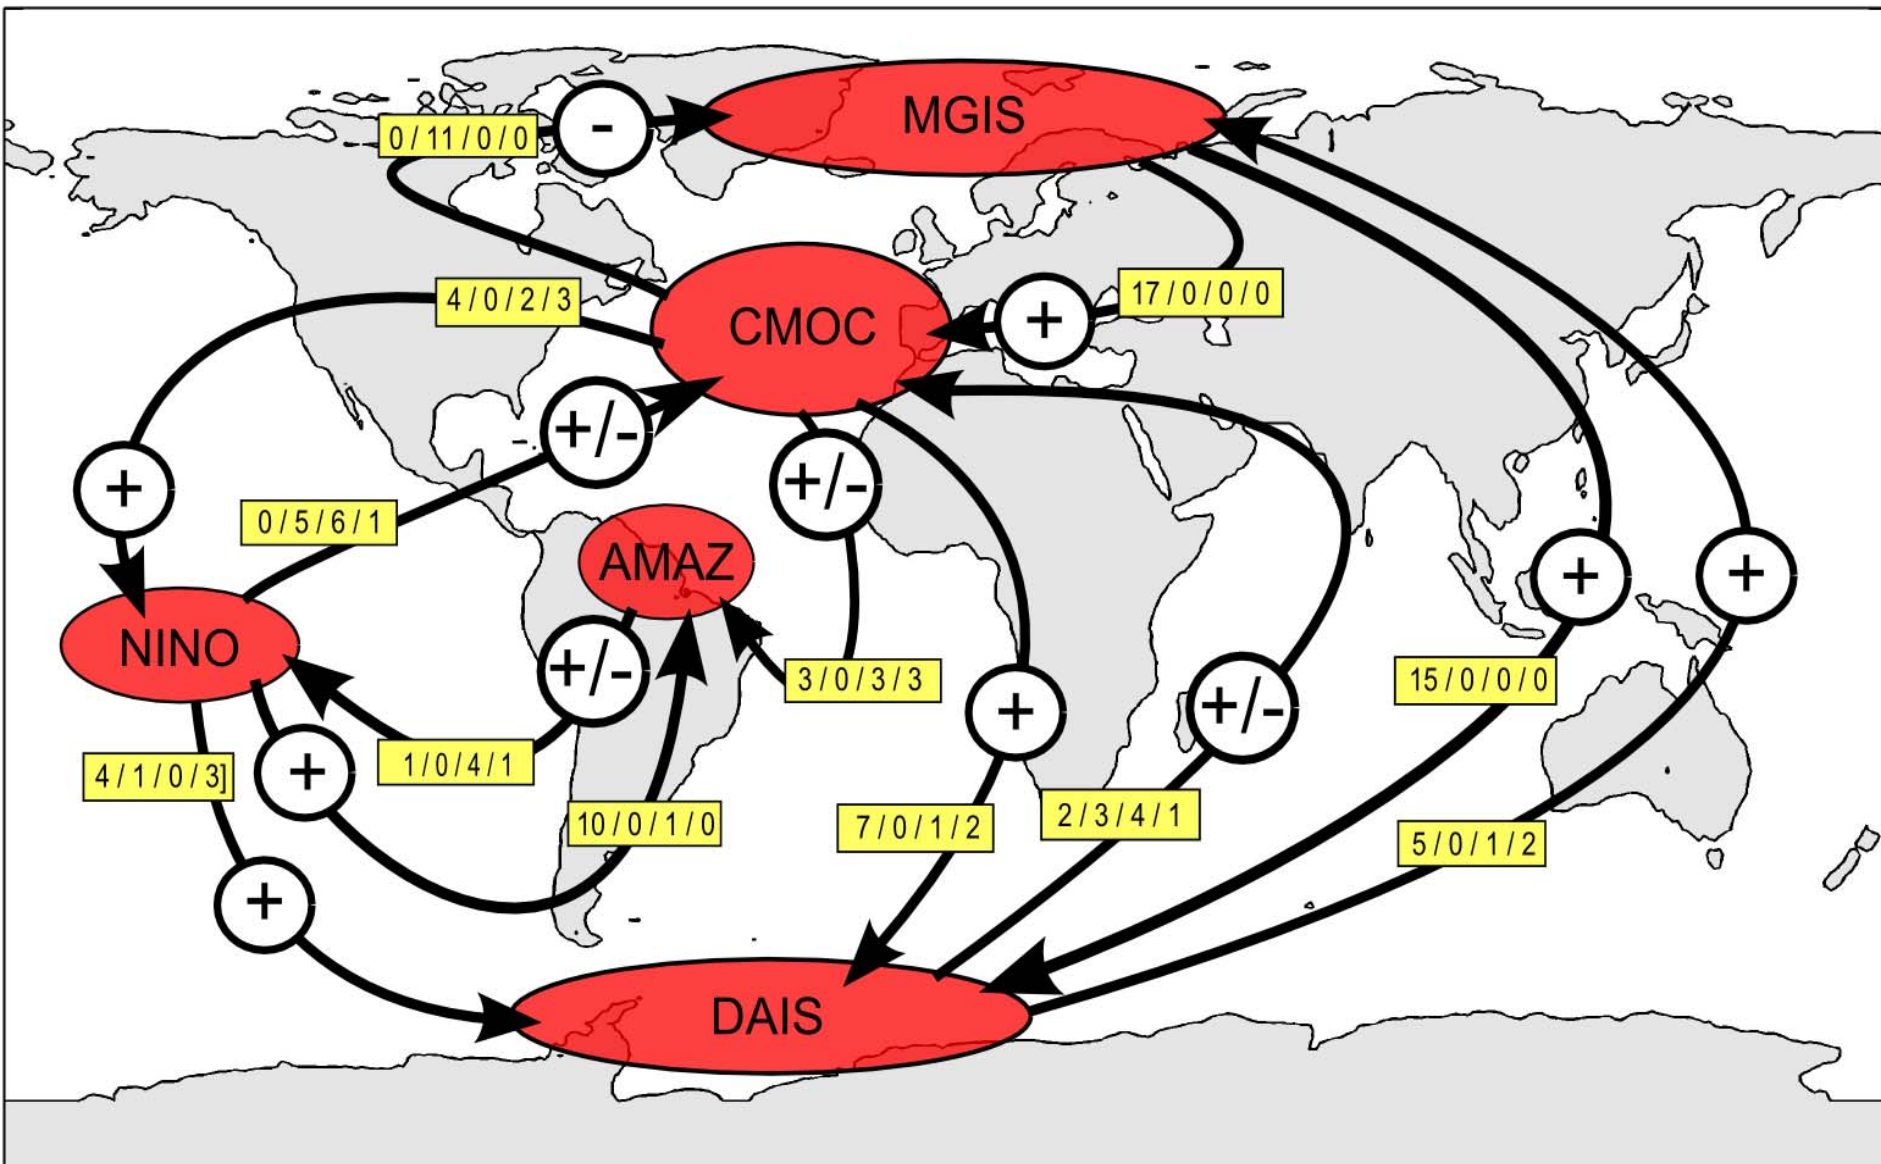 MGIS
-
0 / 11 / 0 / 0
17 / 0 / 0 / 0
4 / 0 / 2 / 3
CMOC
+
+/-
+/-
+
0 / 5 / 6 / 1
AMAZ
+
+
NINO
+/-
3 / 0 / 3 / 3
15 / 0 / 0 / 0
+
+/-
4 / 1 / 0 / 3]
+
1 / 0 / 4 / 1
10 / 0 / 1 / 0
7 / 0 / 1 / 2
2 / 3 / 4 / 1
5 / 0 / 1 / 2
+
DAIS